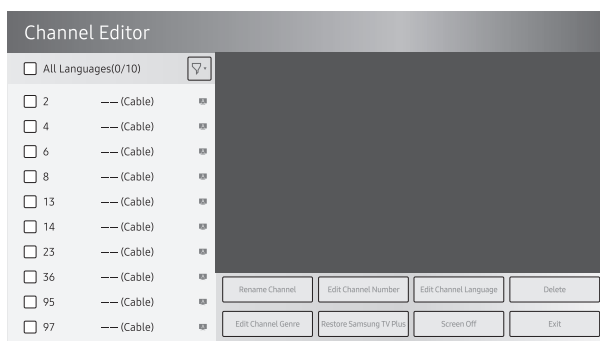 Channel Editor
All Languages(0/10)
2 —— (Cable)
4 —— (Cable)
6 —— (Cable)
8 —— (Cable)
13 —— (Cable)
14 —— (Cable)
23 —— (Cable)
36 —— (Cable)
95 —— (Cable)
97 —— (Cable)
Rename Channel Edit Channel Number Edit Channel Language Delete
Edit Channel Genre Restore Samsung TV Plus Screen Off Exit